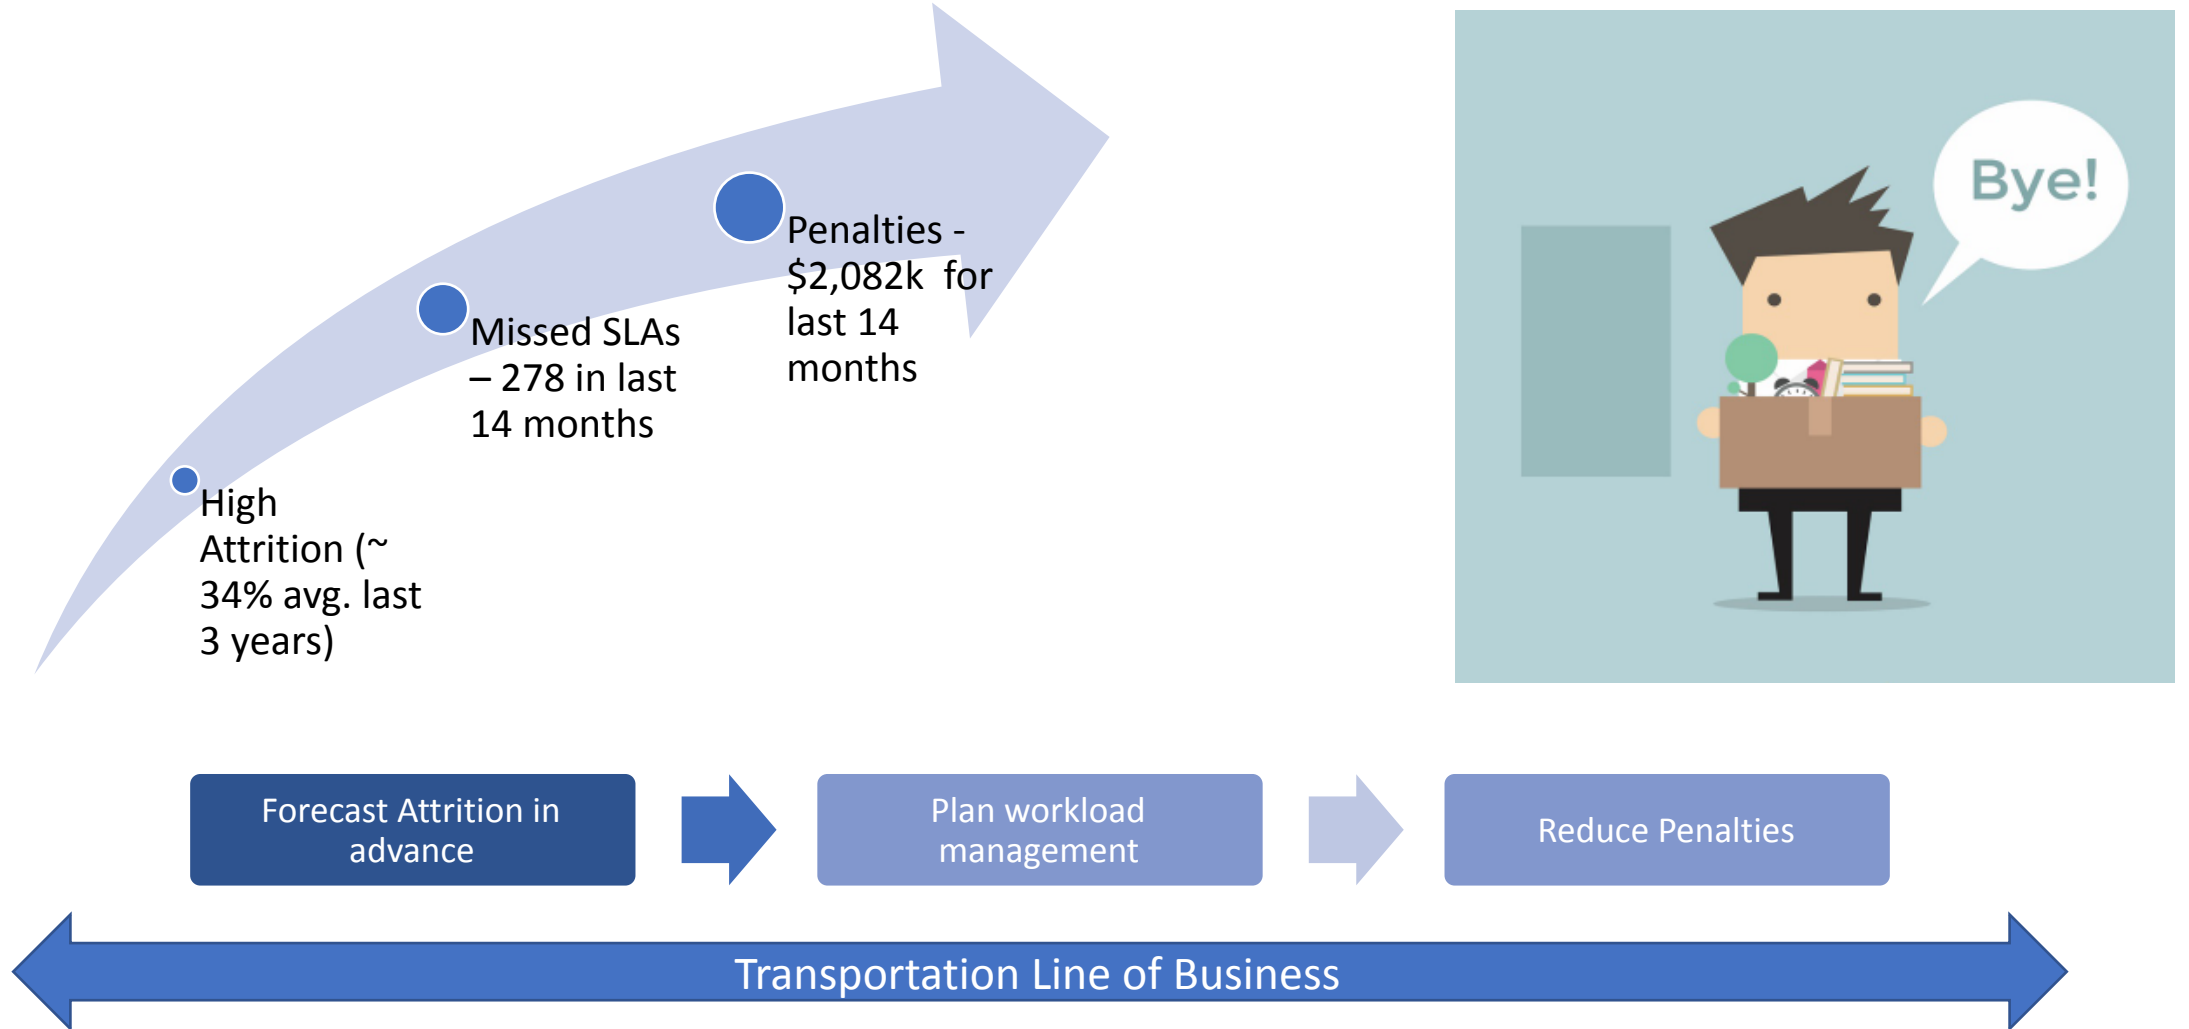 High
Attrition (~
34% avg. last
3 years)
Missed SLAs
– 278 in last
14 months
Penalties -
$2,082k  for
last 14
months
Bye!
Forecast Attrition in
advance
Plan workload
management
Reduce Penalties
Transportation Line of Business